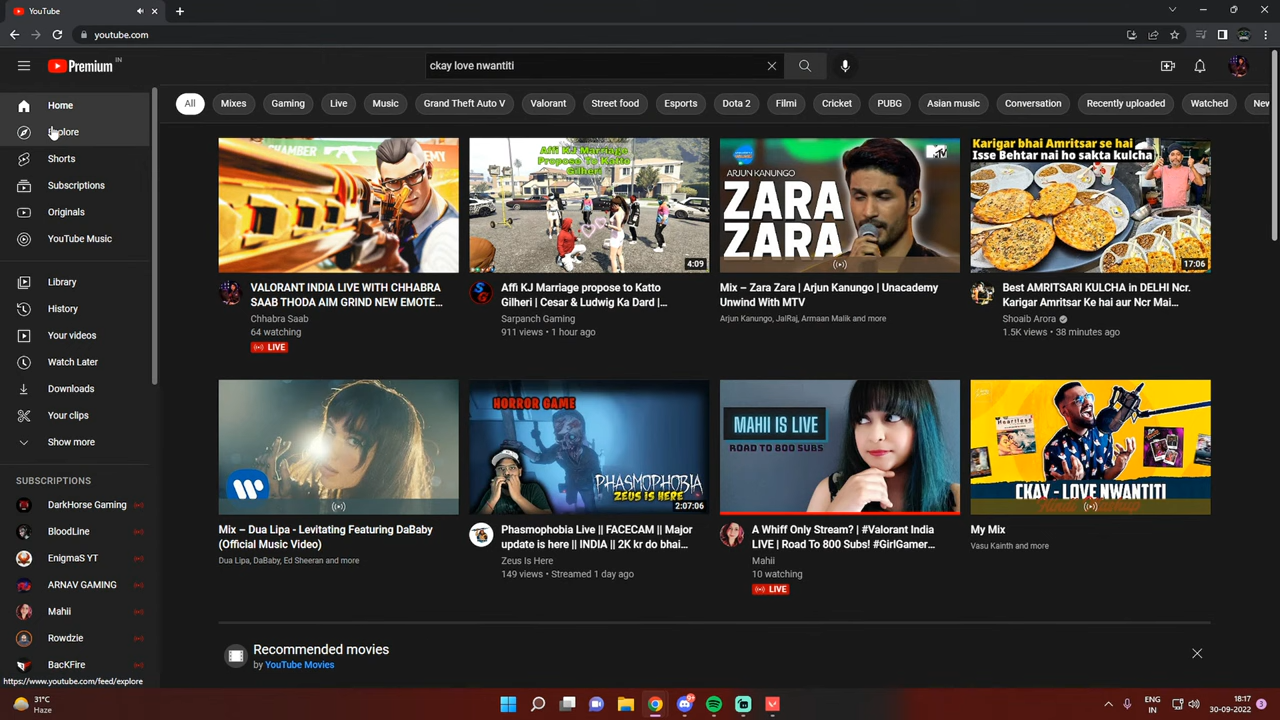 YouTube
youtube.com
Premium IN
ckay love nwantiti
All Mixes Gaming Live Music Grand Theft Auto V Valorant Street food Esports Dota 2 Filmi Cricket PUBG Asian music Conversation Recently uploaded Watched New
Home
Explore
Shorts
Subscriptions
Originals
YouTube Music
Library
History
Your videos
Watch Later
Downloads
Your clips
Show more
SUBSCRIPTIONS
DarkHorse Gaming
BloodLine
EnigmaS YT
ARNAV GAMING
Mahii
Rowdzie
BacKFire
https://www.youtube.com/feed/explore
CHAMBER
VALORANT INDIA LIVE WITH CHHABRA
SAAB THODA AIM GRIND NEW EMOTE...
Chhabra Saab
64 watching
LIVE
Affi KJ Marriage
Propose To Katto
Gilheri
4:09
Affi KJ Marriage propose to Katto
Gilheri | Cesar & Ludwig Ka Dard |...
Sarpanch Gaming
911 views • 1 hour ago
MTV
ARJUN KANUNGO
ZARA
ZARA
Mix – Zara Zara | Arjun Kanungo | Unacademy
Unwind With MTV
Arjun Kanungo, JalRaj, Armaan Malik and more
Karigar bhai Amritsar se hai
Isse Behtar nai ho sakta kulcha
17:06
Best AMRITSARI KULCHA in DELHI Ncr.
Karigar Amritsar Ke hai aur Ncr Mai...
Shoaib Arora
1.5K views • 38 minutes ago
Mix – Dua Lipa - Levitating Featuring DaBaby
(Official Music Video)
Dua Lipa, DaBaby, Ed Sheeran and more
HORROR GAME
PHASMOPHOBIA
ZEUS IS HERE
2:07:06
Phasmophobia Live || FACECAM || Major
update is here || INDIA || 2K kr do bhai...
Zeus Is Here
149 views • Streamed 1 day ago
MAHII IS LIVE
ROAD TO 800 SUBS!
A Whiff Only Stream? | #Valorant India
LIVE | Road To 800 Subs! #GirlGamer...
Mahii
10 watching
LIVE
CKAY - LOVE NWANTITI
My Mix
Vasu Kainth and more
Recommended movies
by YouTube Movies
31°C
Haze
ENG
IN
18:17
30-09-2022